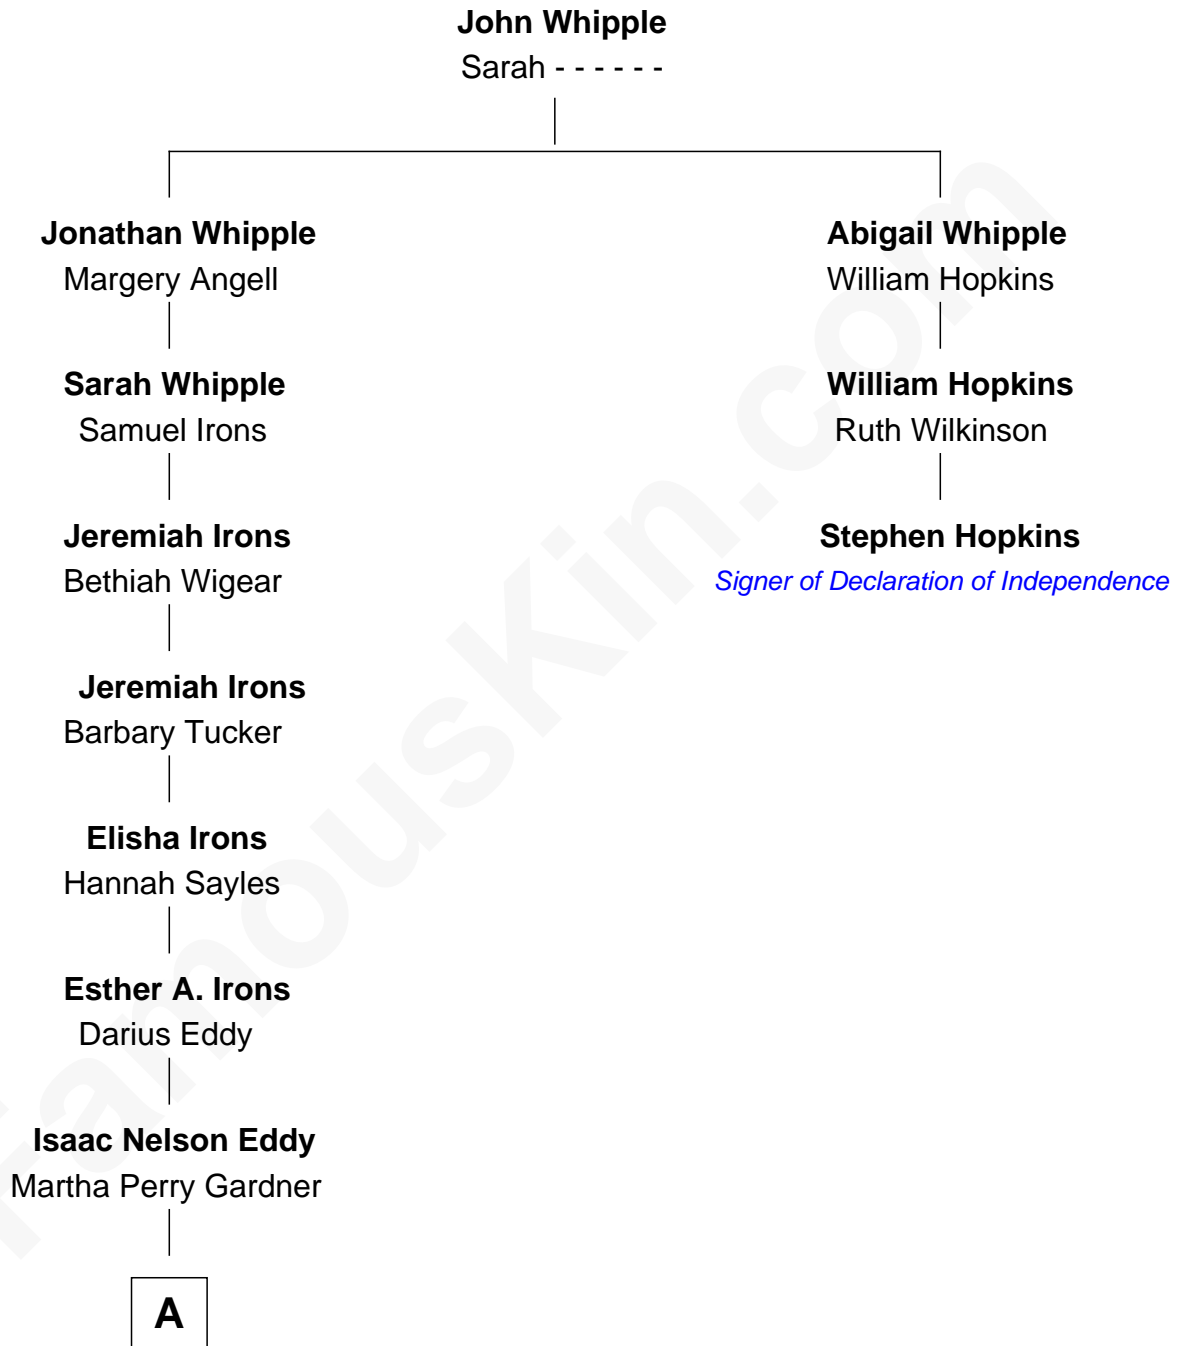 John Whipple
Sarah - - - - - -
Jonathan Whipple
Margery Angell
Abigail Whipple
William Hopkins
Sarah Whipple
Samuel Irons
William Hopkins
Ruth Wilkinson
Jeremiah Irons
Bethiah Wigear
Stephen Hopkins
Signer of Declaration of Independence
Jeremiah Irons
Barbary Tucker
Elisha Irons
Hannah Sayles
Esther A. Irons
Darius Eddy
Isaac Nelson Eddy
Martha Perry Gardner
A
FamousKin.com